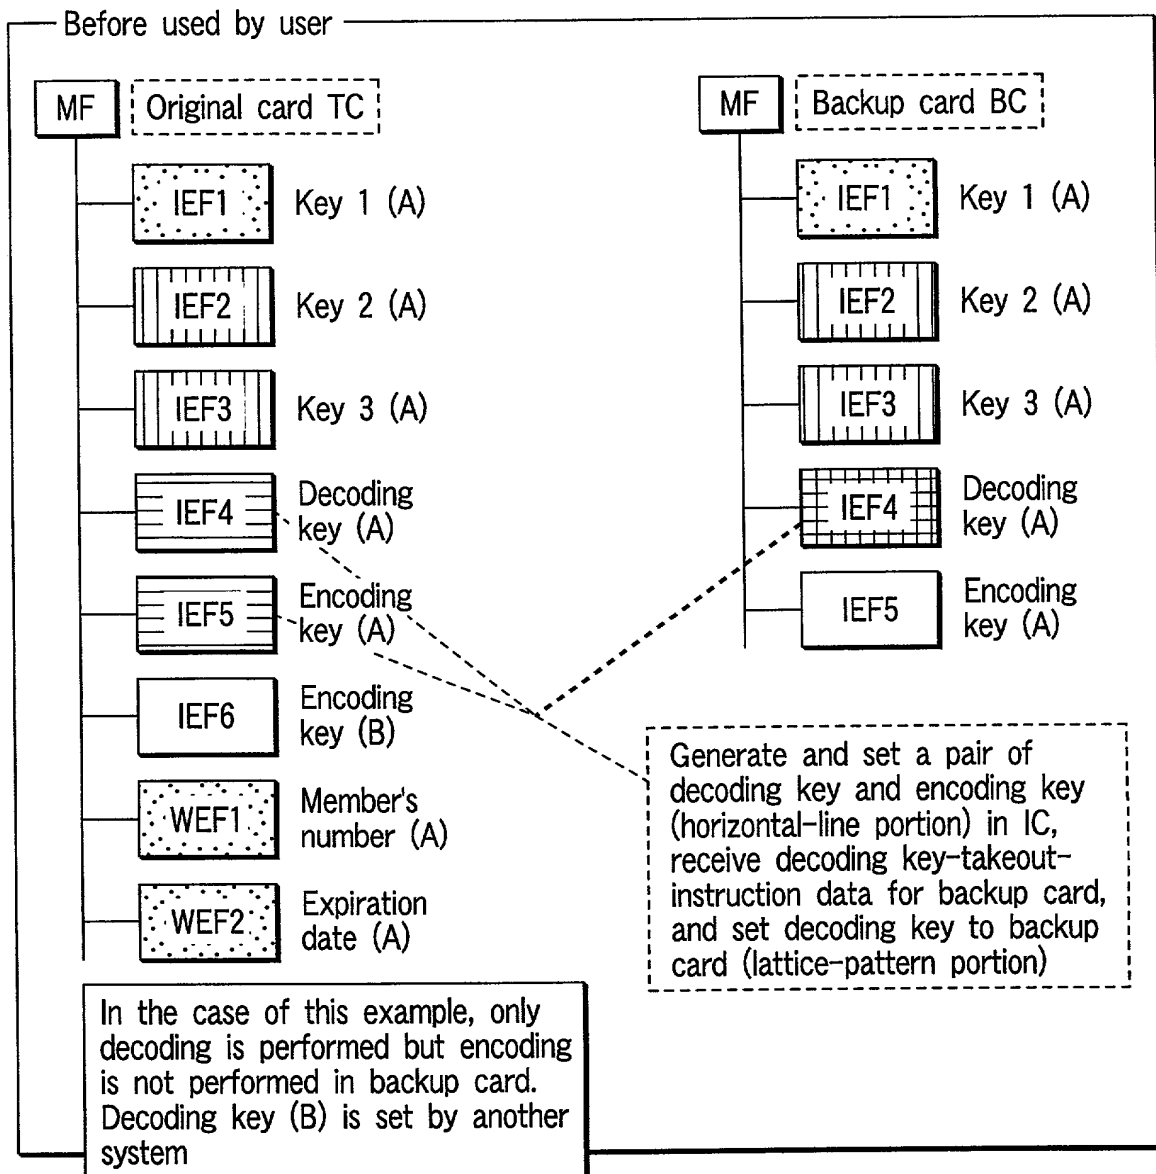 Before used by user
MF
Original card TC
IEF1
Key 1 (A)
IEF2
Key 2 (A)
IEF3
Key 3 (A)
IEF4
Decoding
key (A)
IEF5
Encoding
key (A)
IEF6
Encoding
key (B)
WEF1
Member's
number (A)
WEF2
Expiration
date (A)
MF
Backup card BC
IEF1
Key 1 (A)
IEF2
Key 2 (A)
IEF3
Key 3 (A)
IEF4
Decoding
key (A)
IEF5
Encoding
key (A)
Generate and set a pair of
decoding key and encoding key
(horizontal-line portion) in IC,
receive decoding key-takeout-
instruction data for backup card,
and set decoding key to backup
card (lattice-pattern portion)
In the case of this example, only
decoding is performed but encoding
is not performed in backup card.
Decoding key (B) is set by another
system